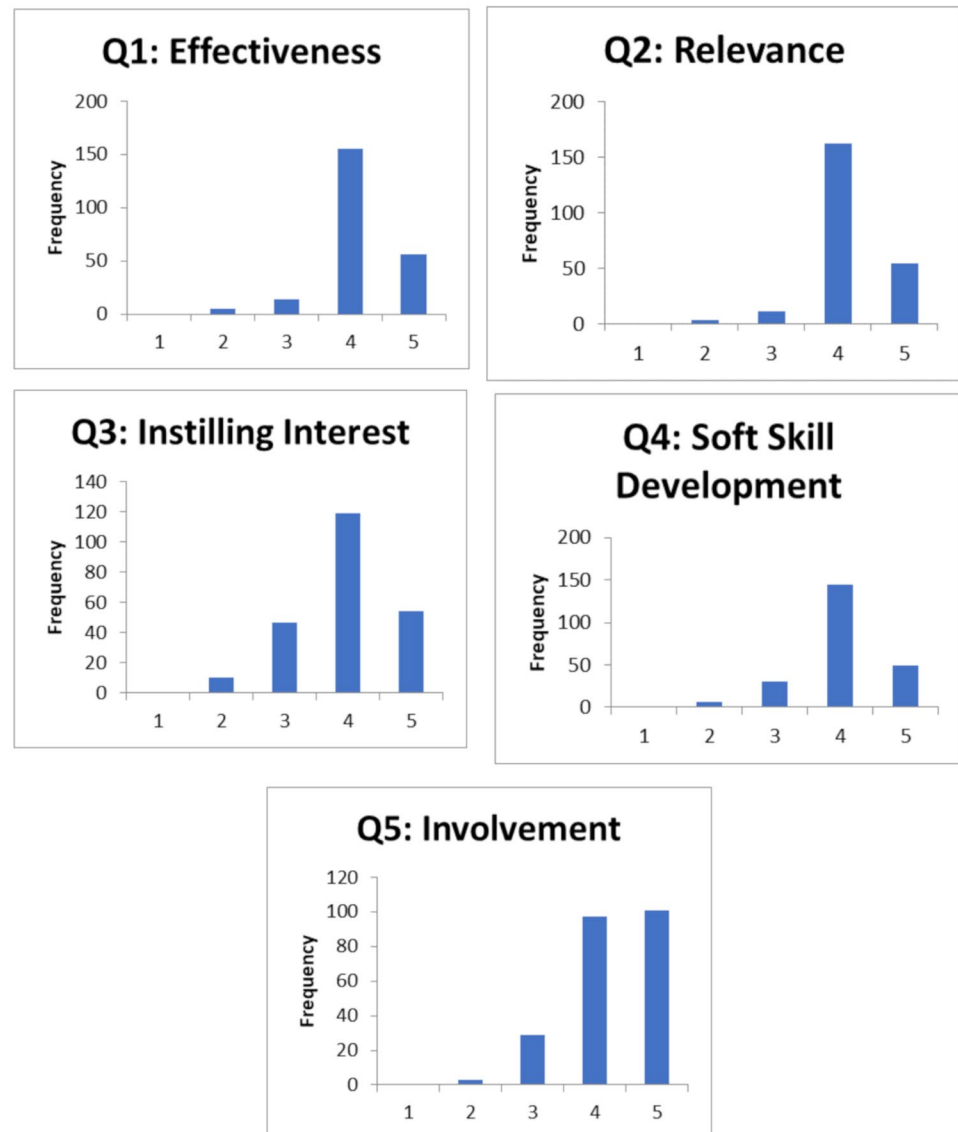 Q1: Effectiveness
Frequency
200
150
100
50
0
1 2 3 4 5
Q2: Relevance
Frequency
200
150
100
50
0
1 2 3 4 5
Q3: Instilling Interest
Frequency
140
120
100
80
60
40
20
0
1 2 3 4 5
Q4: Soft Skill
Development
Frequency
200
150
100
50
0
1 2 3 4 5
Q5: Involvement
Frequency
120
100
80
60
40
20
0
1 2 3 4 5